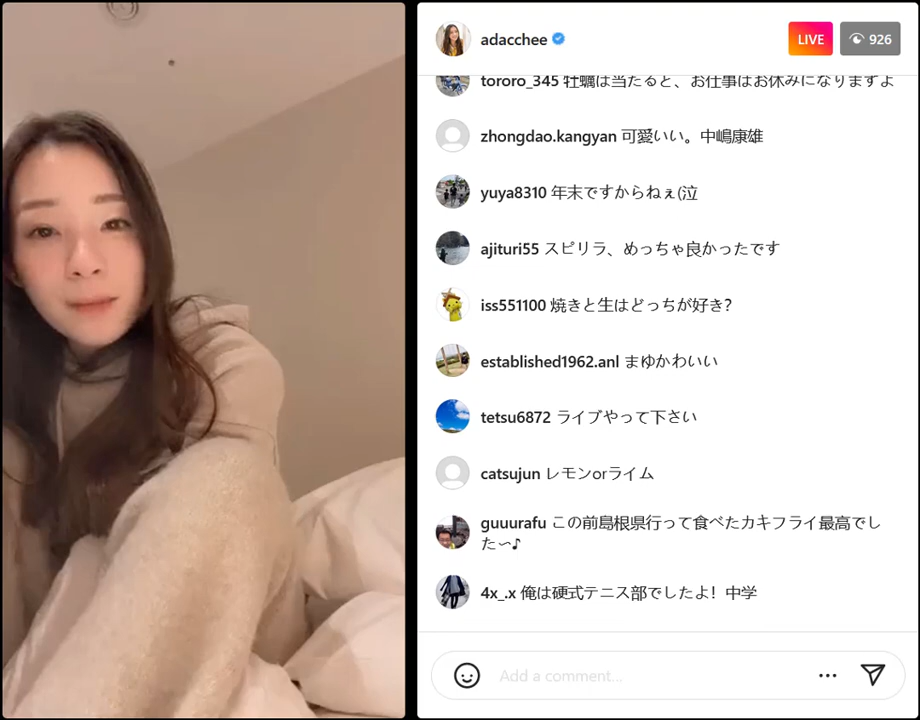 adacchee
LIVE
926
tororo_345 牡蠣は当たると、お仕事はお休みになりますよ
zhongdao.kangyan 可愛いい。中嶋康雄
yuya8310 年末ですからねぇ(泣
ajituri55 スピリラ、めっちゃ良かったです
iss551100 焼きと生はどっちが好き?
established1962.anl まゆかわいい
tetsu6872 ライブやって下さい
catsujun レモンorライム
guuurafu この前島根県行って食べたカキフライ最高でし
た〜♪
4x_.x 俺は硬式テニス部でしたよ! 中学
Add a comment...